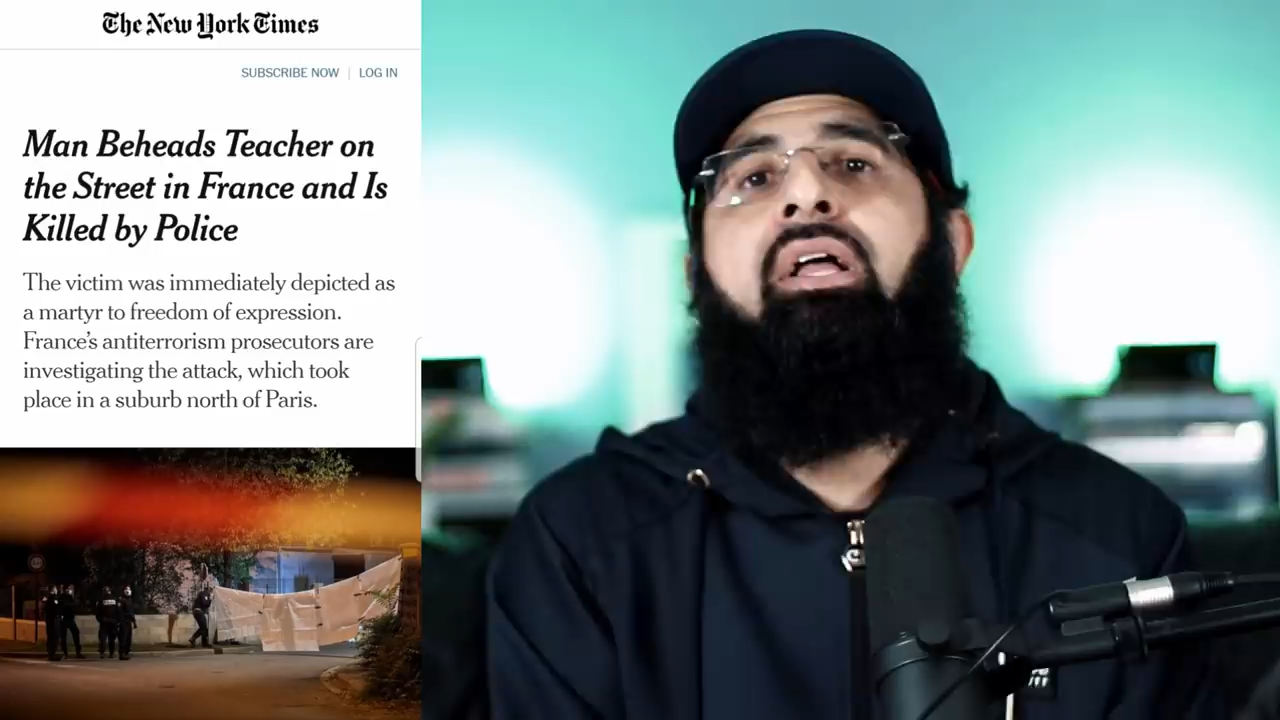 The New York Times
SUBSCRIBE NOW | LOG IN
Man Beheads Teacher on
the Street in France and Is
Killed by Police
The victim was immediately depicted as
a martyr to freedom of expression.
France's antiterrorism prosecutors are
investigating the attack, which took
place in a suburb north of Paris.